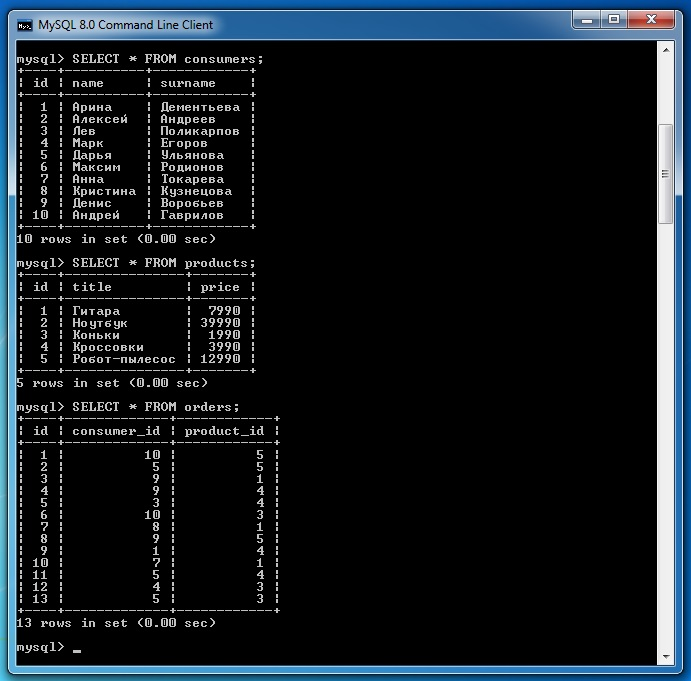 MySQL 8.0 Command Line Client
mysql> SELECT * FROM consumers;
+----+-----------+------------+
| id | name      | surname    |
+----+-----------+------------+
|  1 | Арина     | Дементьева |
|  2 | Алексей   | Андреев    |
|  3 | Лев       | Поликарпов |
|  4 | Марк      | Егоров     |
|  5 | Дарья     | Ульянова   |
|  6 | Максим    | Родионов   |
|  7 | Анна      | Токарева   |
|  8 | Кристина  | Кузнецова  |
|  9 | Денис     | Воробьев   |
| 10 | Андрей    | Гаврилов   |
+----+-----------+------------+
10 rows in set (0.00 sec)
mysql> SELECT * FROM products;
+----+---------------+-------+
| id | title         | price |
+----+---------------+-------+
|  1 | Гитара        |  7990 |
|  2 | Ноутбук       | 39990 |
|  3 | Коньки        |  1990 |
|  4 | Кроссовки     |  3990 |
|  5 | Робот-пылесос | 12990 |
+----+---------------+-------+
5 rows in set (0.00 sec)
mysql> SELECT * FROM orders;
+----+-------------+------------+
| id | consumer_id | product_id |
+----+-------------+------------+
|  1 |          10 |          5 |
|  2 |           5 |          5 |
|  3 |           9 |          1 |
|  4 |           9 |          4 |
|  5 |           3 |          4 |
|  6 |          10 |          3 |
|  7 |           8 |          1 |
|  8 |           9 |          5 |
|  9 |           1 |          4 |
| 10 |           7 |          1 |
| 11 |           5 |          4 |
| 12 |           4 |          3 |
| 13 |           5 |          3 |
+----+-------------+------------+
13 rows in set (0.00 sec)
mysql> _